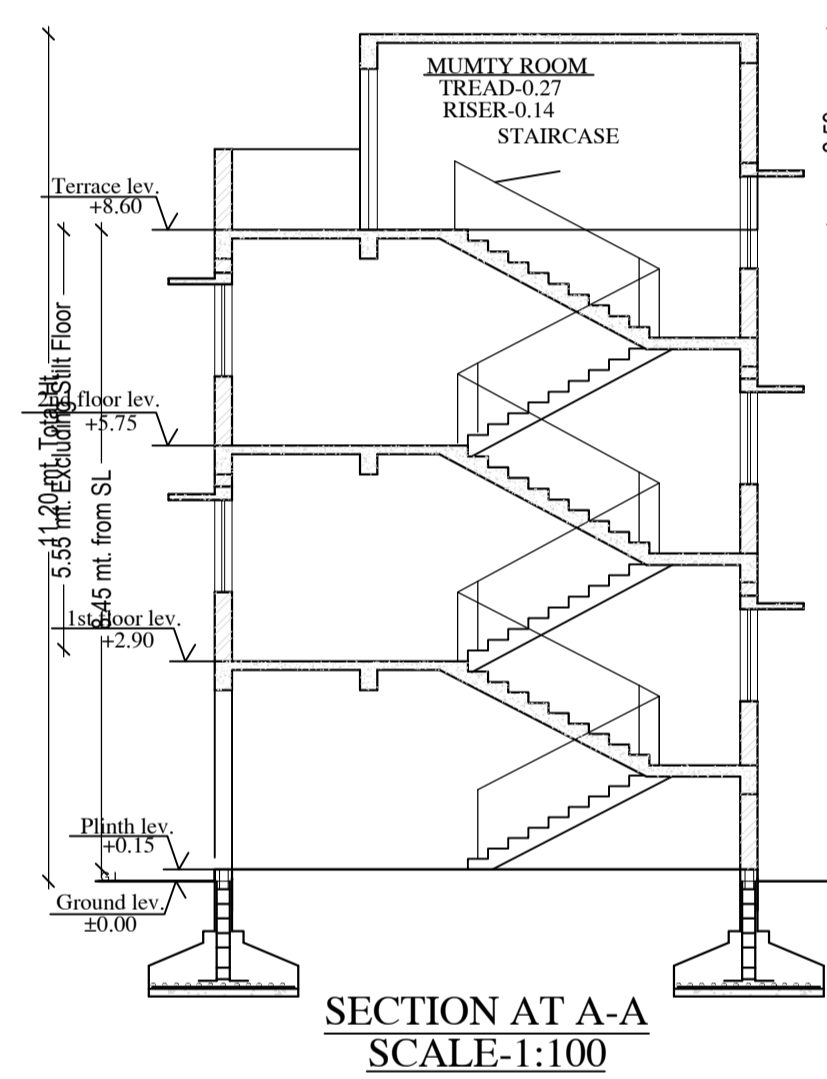 MUMTY ROOM
TREAD-0.27
RISER-0.14
STAIRCASE
Terrace lev.
+8.60
11.20 mt. Total Ht
5.55 mt. Excluding Stilt Floor
8.45 mt. from SL
2nd floor lev.
+5.75
1st floor lev.
+2.90
Plinth lev.
+0.15
Ground lev.
±0.00
SECTION AT A-A
SCALE-1:100